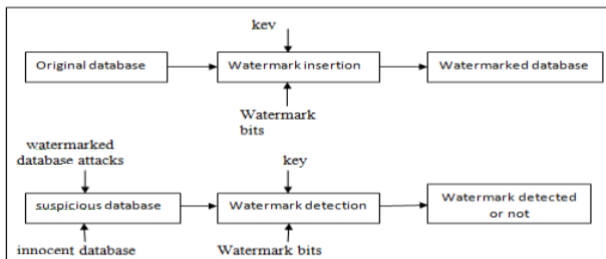 key
Original database
Watermark insertion
Watermarked database
Watermark
bits
watermarked
database attacks
key
suspicious database
Watermark detection
Watermark detected
or not
innocent database
Watermark bits